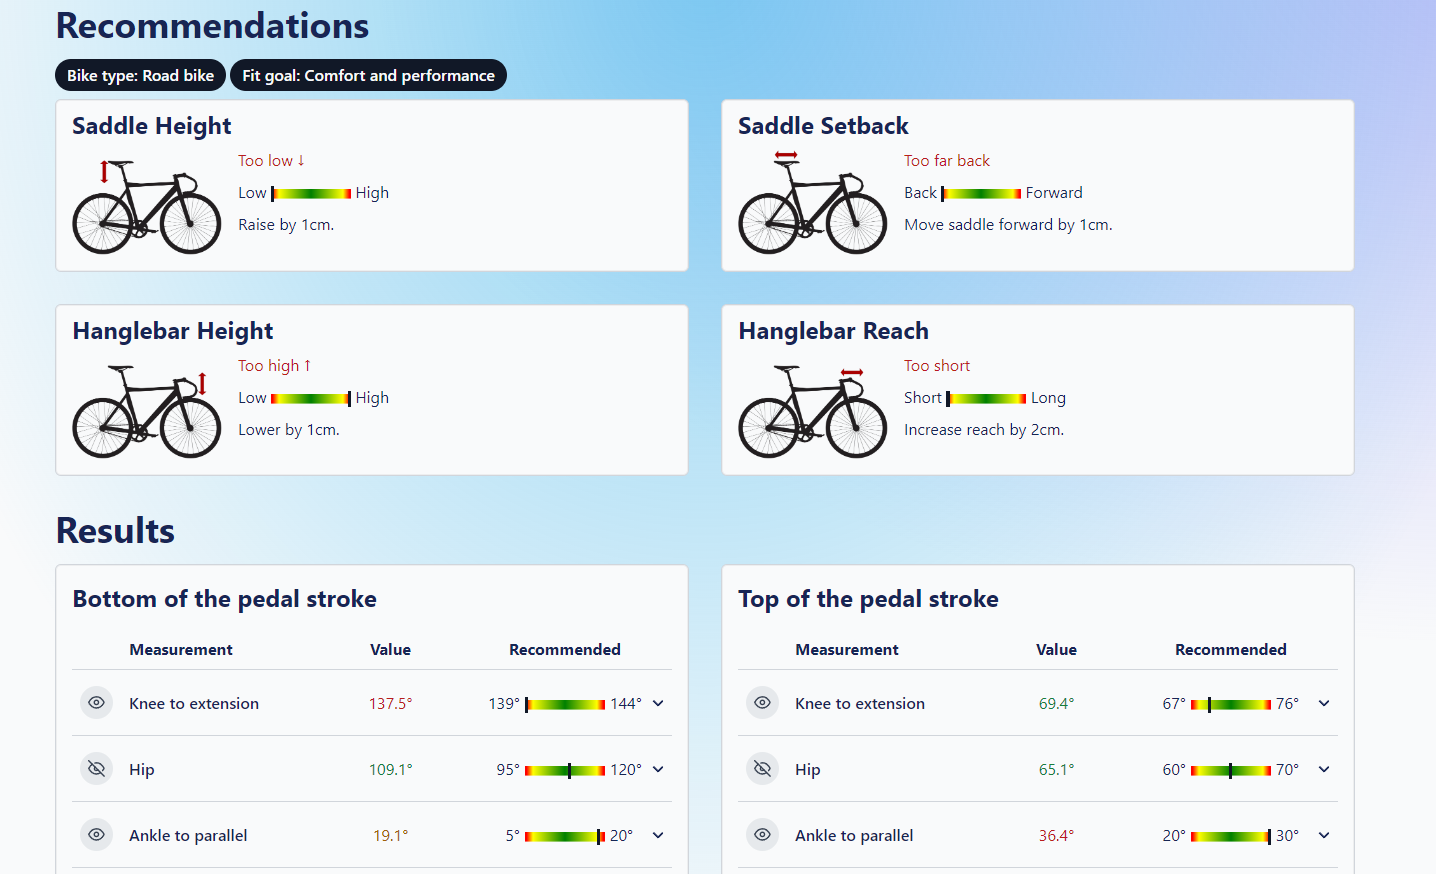 Recommendations
Bike type: Road bike
Fit goal: Comfort and performance
Saddle Height
Too low ↓
Low High
Raise by 1cm.
Saddle Setback
Too far back
Back Forward
Move saddle forward by 1cm.
Hanglebar Height
Too high ↑
Low High
Lower by 1cm.
Hanglebar Reach
Too short
Short Long
Increase reach by 2cm.
Results
Bottom of the pedal stroke
Measurement Value Recommended
Knee to extension 137.5° 139° 144°
Hip 109.1° 95° 120°
Ankle to parallel 19.1° 5° 20°
Top of the pedal stroke
Measurement Value Recommended
Knee to extension 69.4° 67° 76°
Hip 65.1° 60° 70°
Ankle to parallel 36.4° 20° 30°